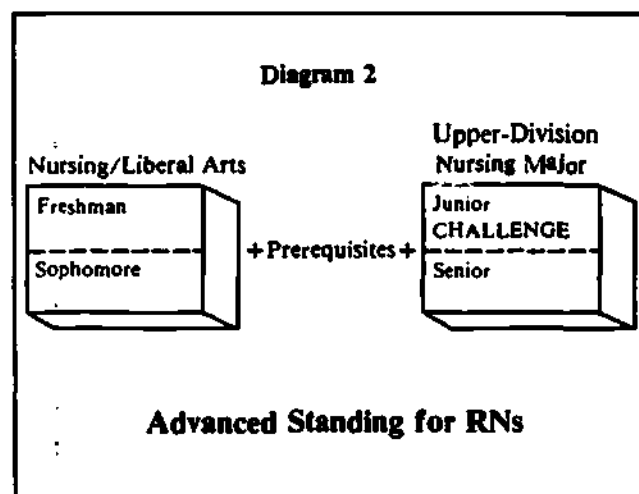 Diagram 2
Nursing/Liberal Arts
Freshman
Sophomore
+ Prerequisites +
Upper-Division
Nursing Major
Junior
CHALLENGE
Senior
Advanced Standing for RNs